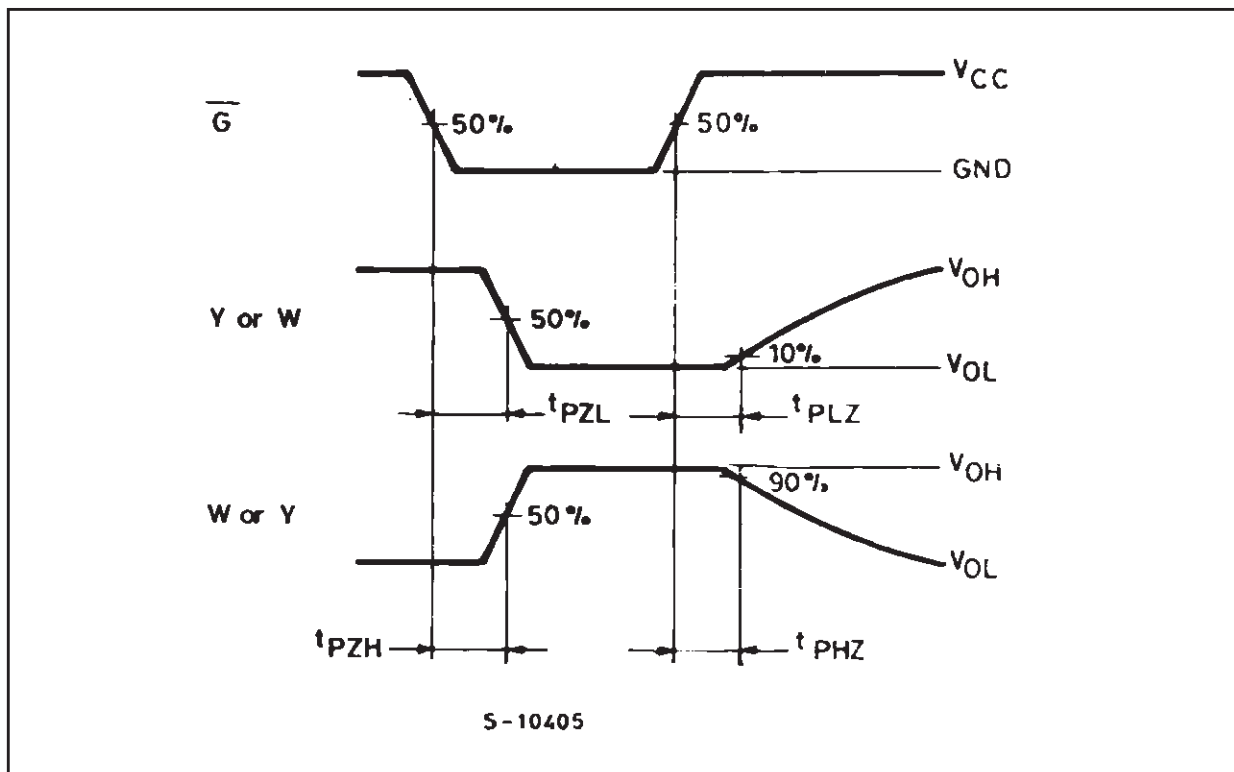 VCC
G
50%
50%
GND
VOH
Y or W
50%
10%
VOL
tPZL
tPLZ
VOH
90%
W or Y
50%
VOL
tPZH
tPHZ
S-10405